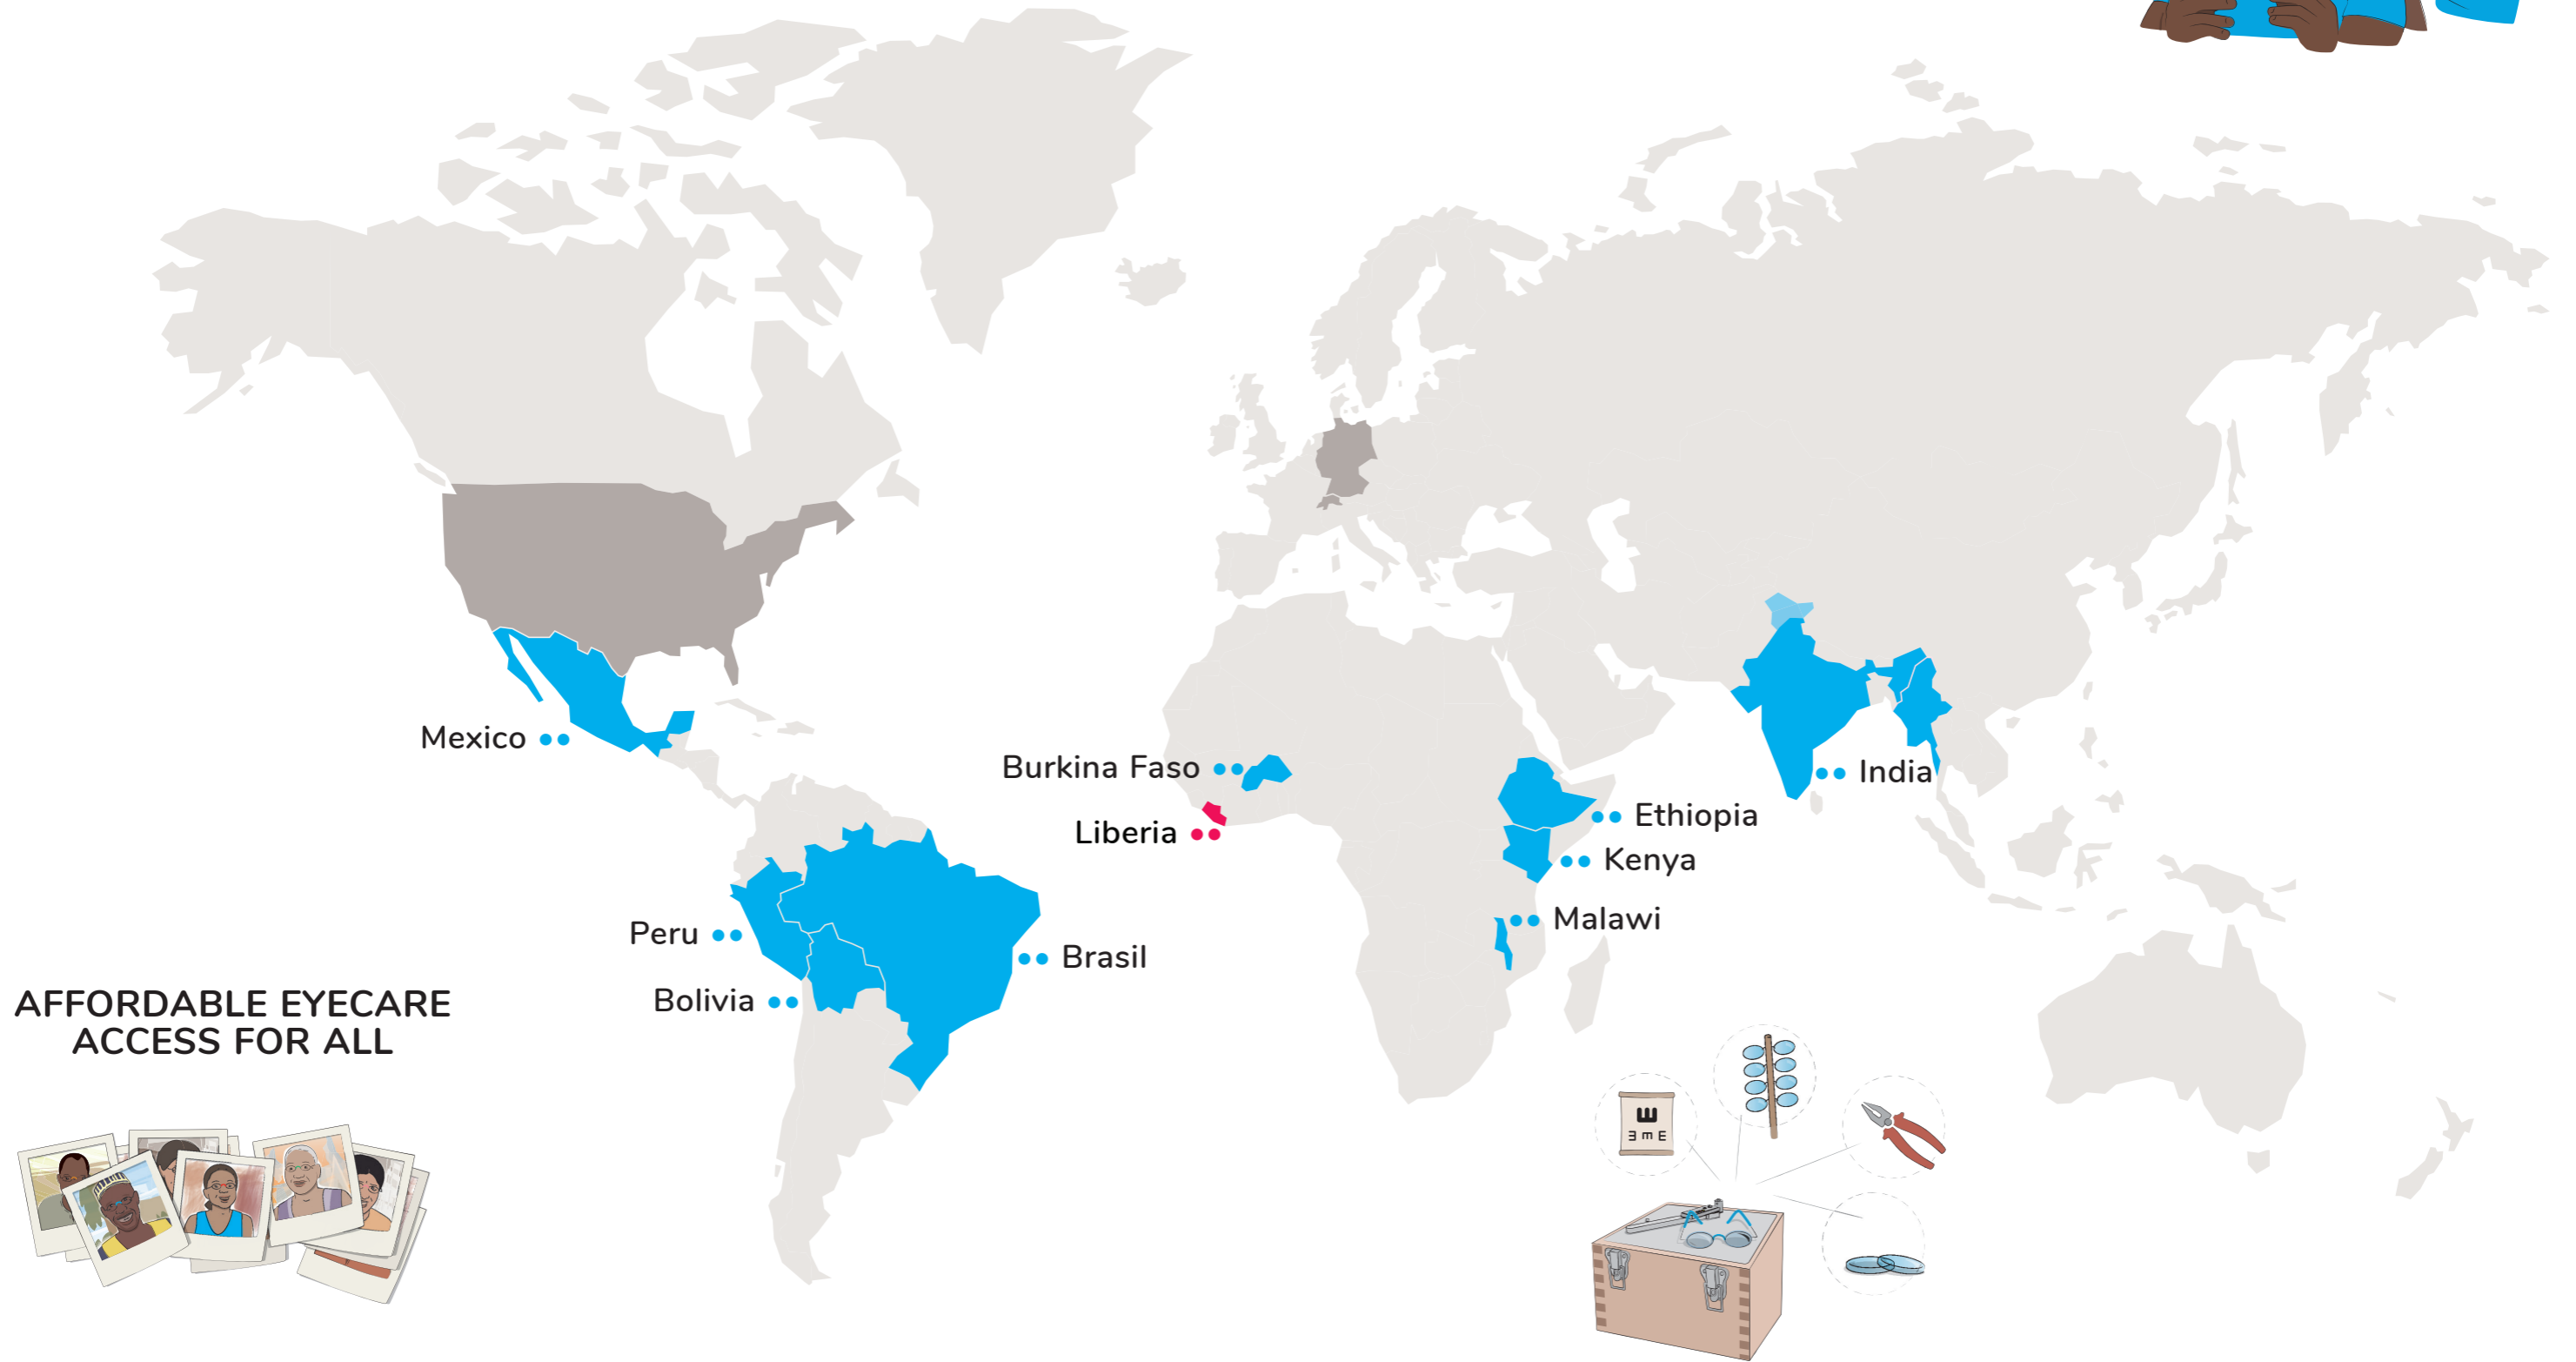 Mexico
Burkina Faso
India
Ethiopia
Liberia
Kenya
Malawi
Peru
Brasil
Bolivia
AFFORDABLE EYECARE
ACCESS FOR ALL
E
E m E